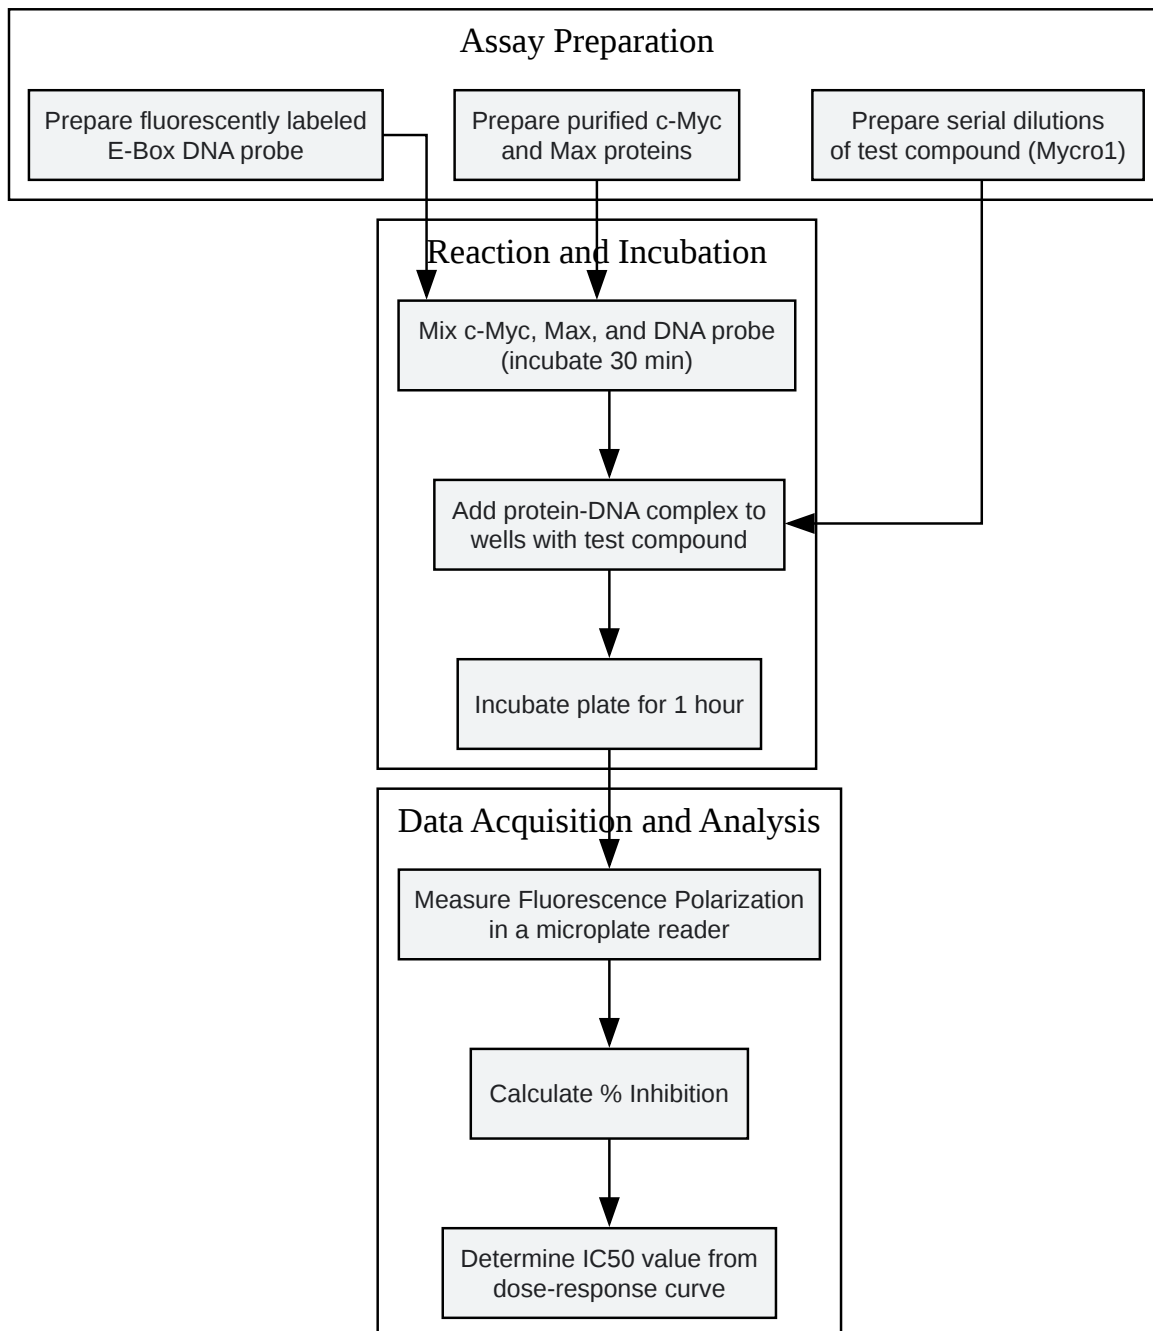 Assay Preparation
Prepare fluorescently labeled
E-Box DNA probe
Prepare purified c-Myc
and Max proteins
Prepare serial dilutions
of test compound (Mycro1)
Reaction and Incubation
Mix c-Myc, Max, and DNA probe
(incubate 30 min)
Add protein-DNA complex to
wells with test compound
Incubate plate for 1 hour
Data Acquisition and Analysis
Measure Fluorescence Polarization
in a microplate reader
Calculate % Inhibition
Determine IC50 value from
dose-response curve